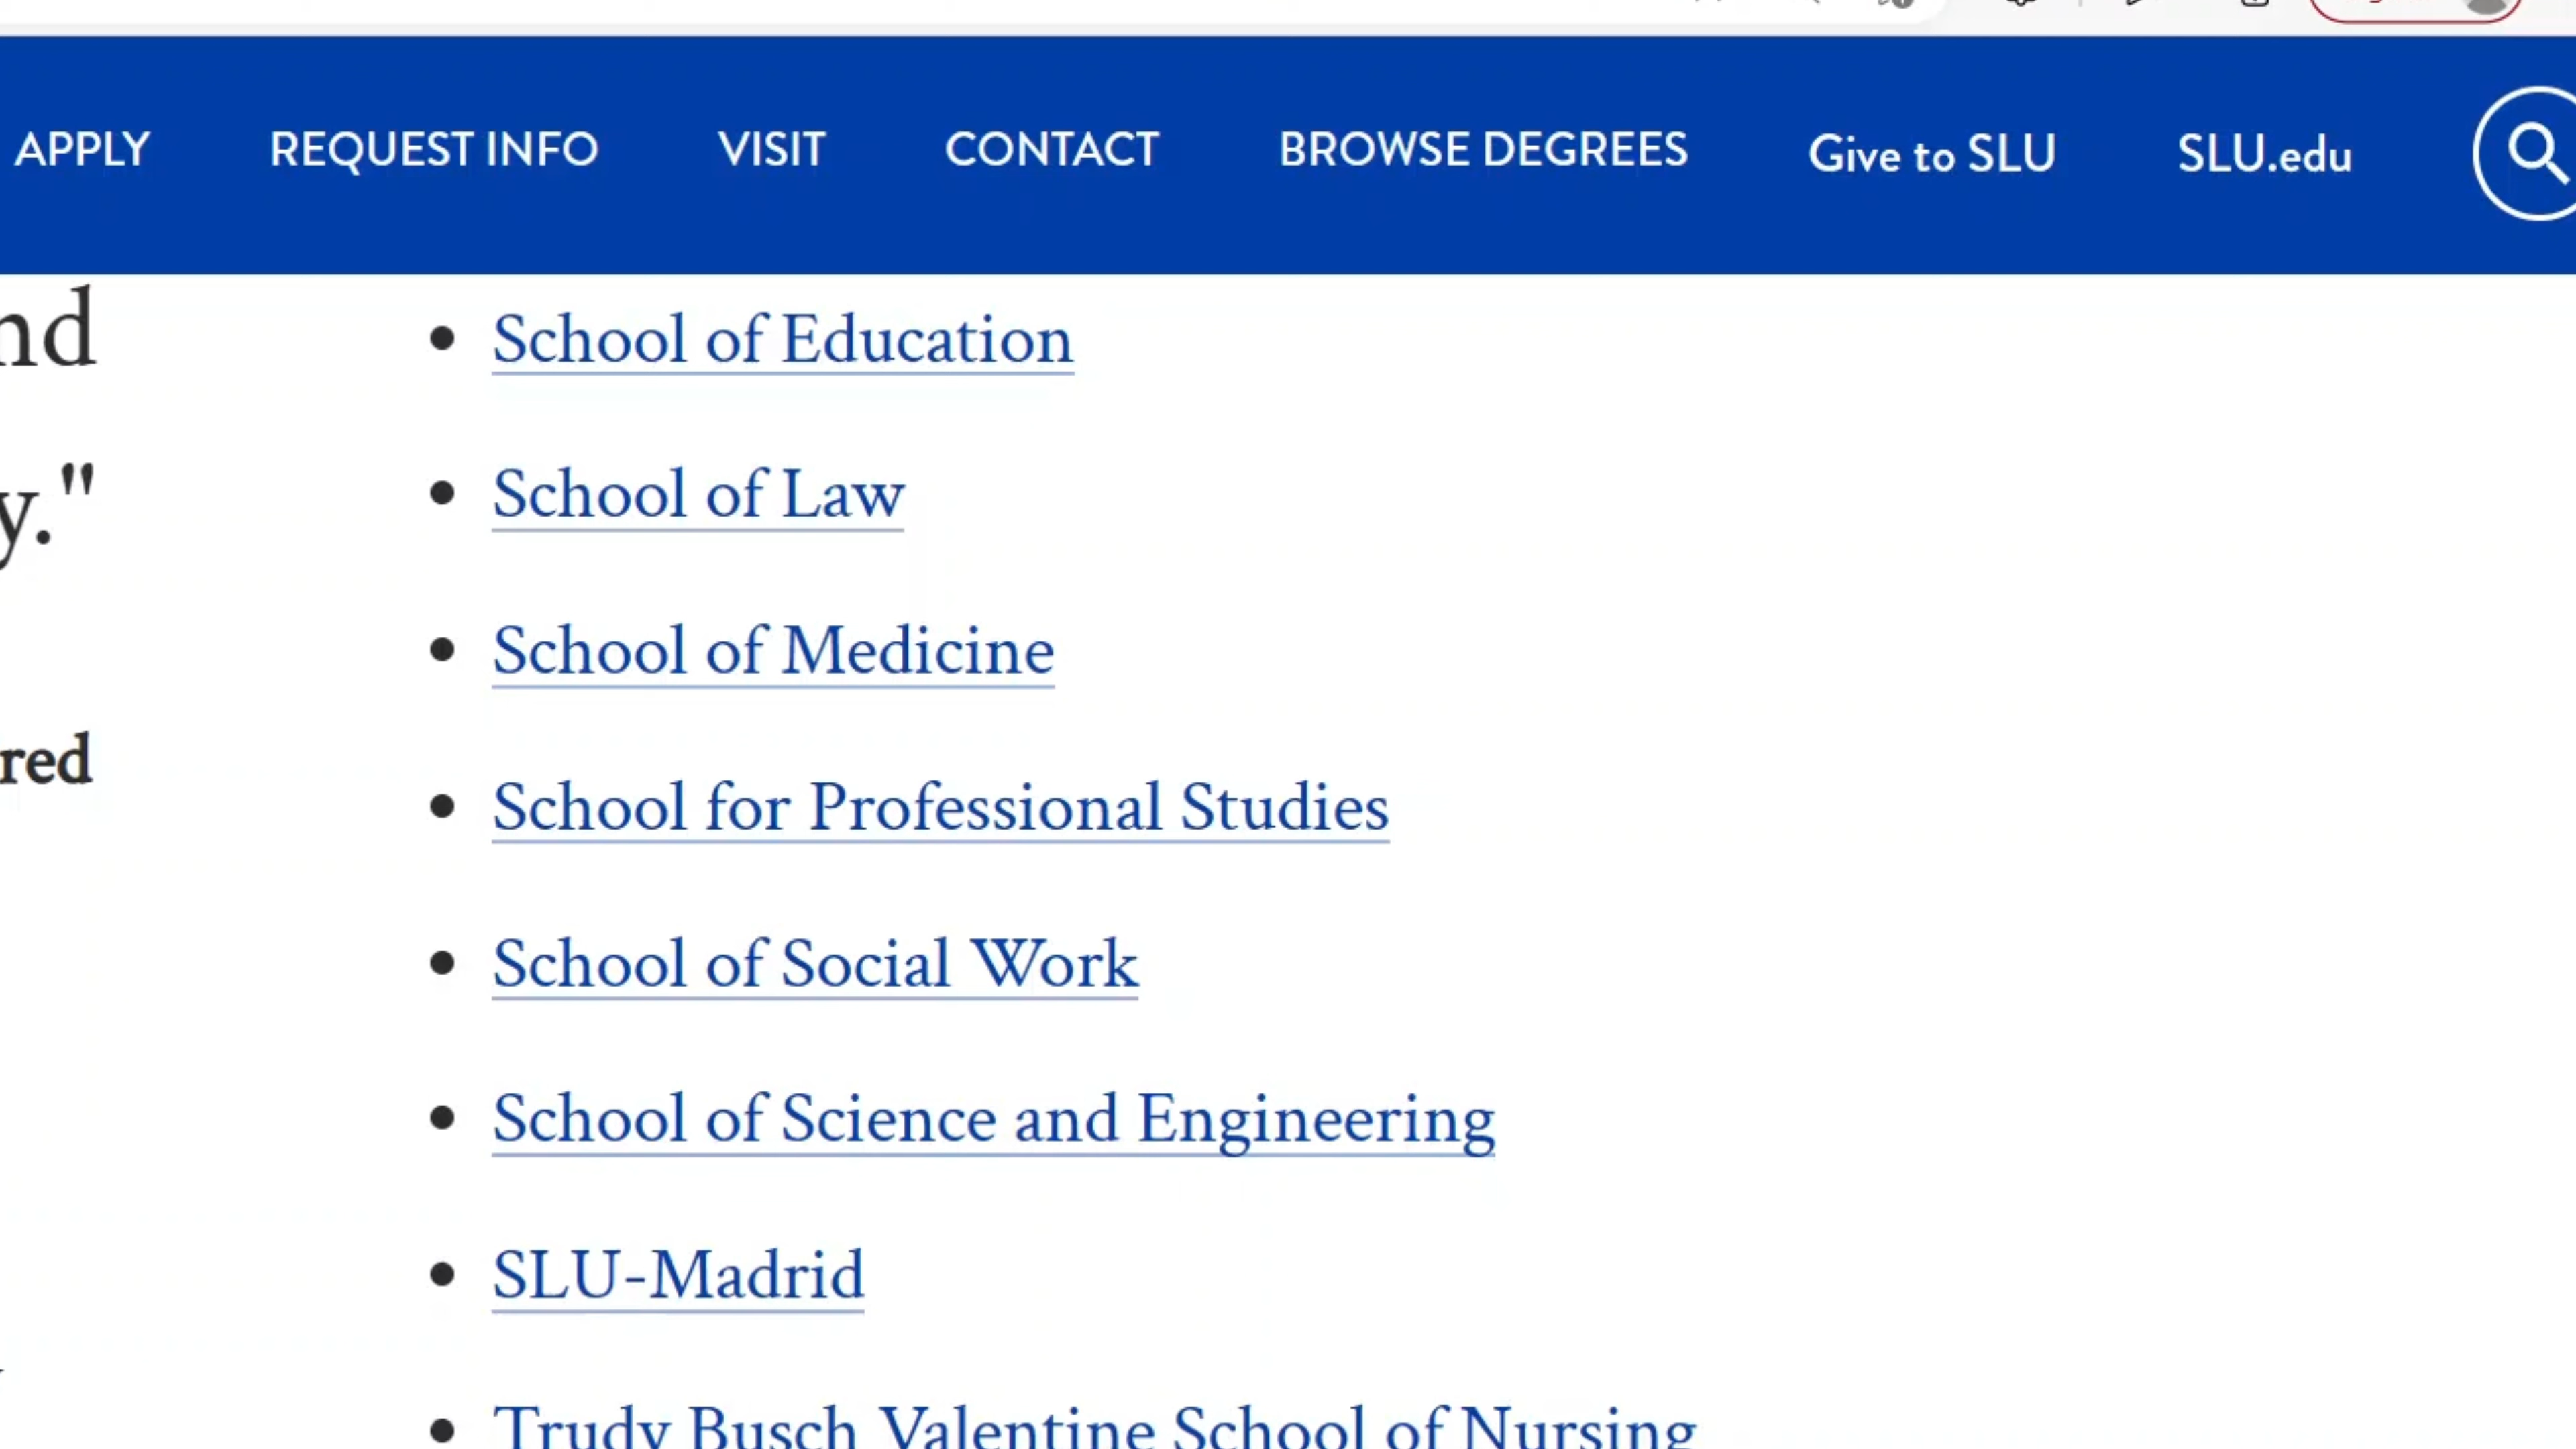 APPLY REQUEST INFO VISIT CONTACT BROWSE DEGREES Give to SLU SLU.edu
nd
y."
red
School of Education
School of Law
School of Medicine
School for Professional Studies
School of Social Work
School of Science and Engineering
SLU-Madrid
Trudy Busch Valentine School of Nursing